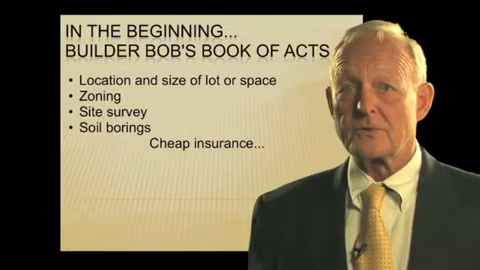 IN THE BEGINNING...
BUILDER BOB'S BOOK OF ACTS
• Location and size of lot or space
• Zoning
• Site survey
• Soil borings
Cheap insurance...